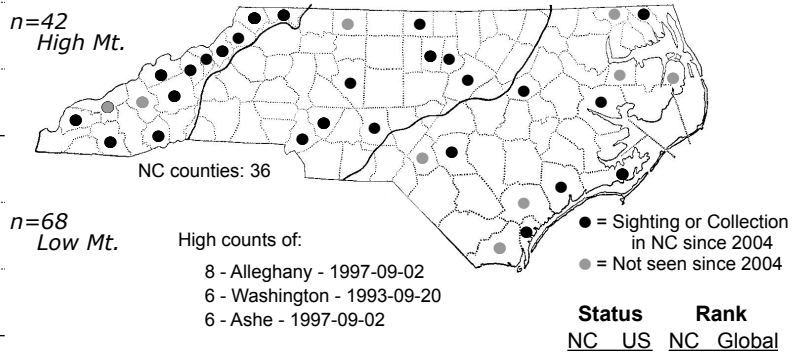 n=42
High Mt.
NC counties: 36
n=68
Low Mt.
High counts of:
8 - Alleghany - 1997-09-02
6 - Washington - 1993-09-20
6 - Ashe - 1997-09-02
● = Sighting or Collection
in NC since 2004
● = Not seen since 2004
Status Rank
NC US NC Global